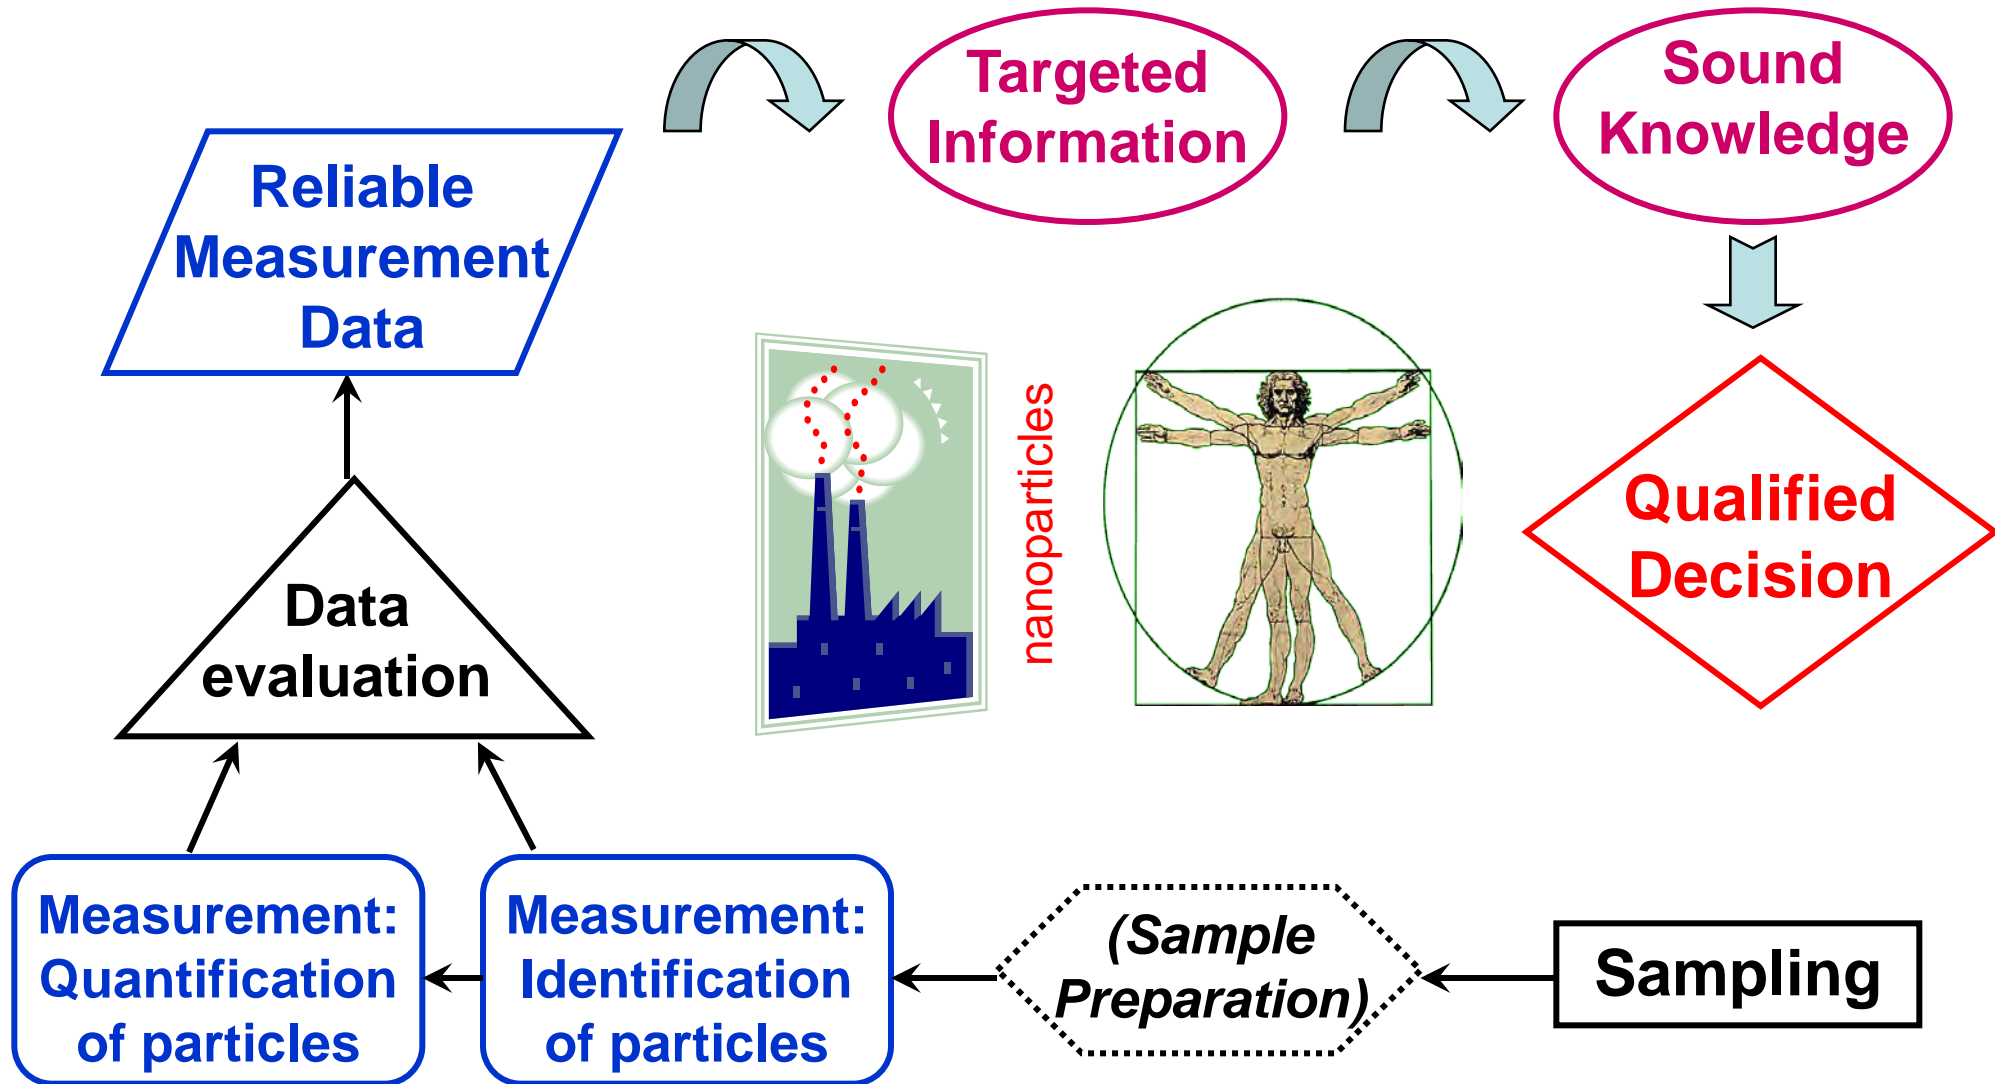 Targeted
Information
Sound
Knowledge
Reliable
Measurement
Data
nanoparticles
Qualified
Decision
Data
evaluation
Measurement:
Quantification
of particles
Measurement:
Identification
of particles
(Sample
Preparation)
Sampling